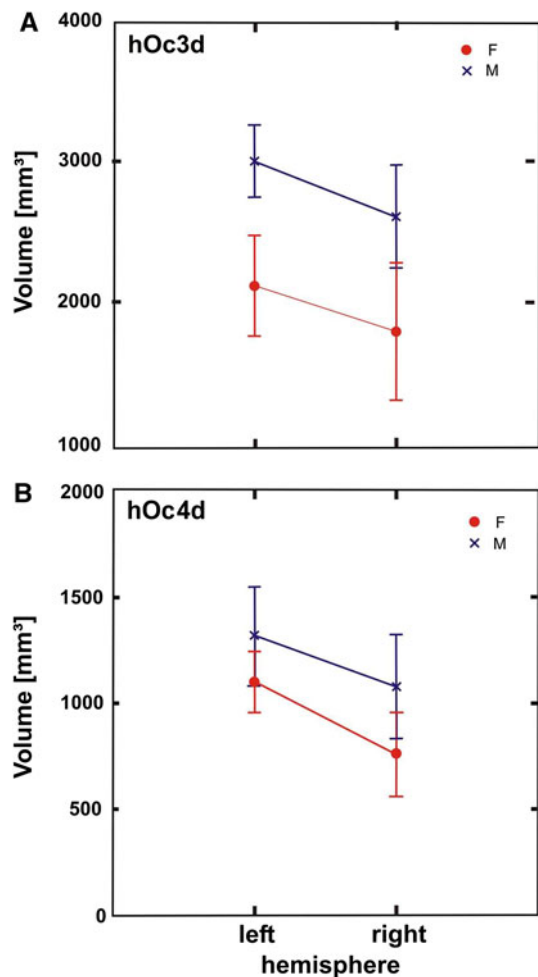 A
hOc3d
F
M
4000
3000
2000
1000
Volume [mm³]
B
hOc4d
F
M
2000
1500
1000
500
0
Volume [mm³]
left right
hemisphere